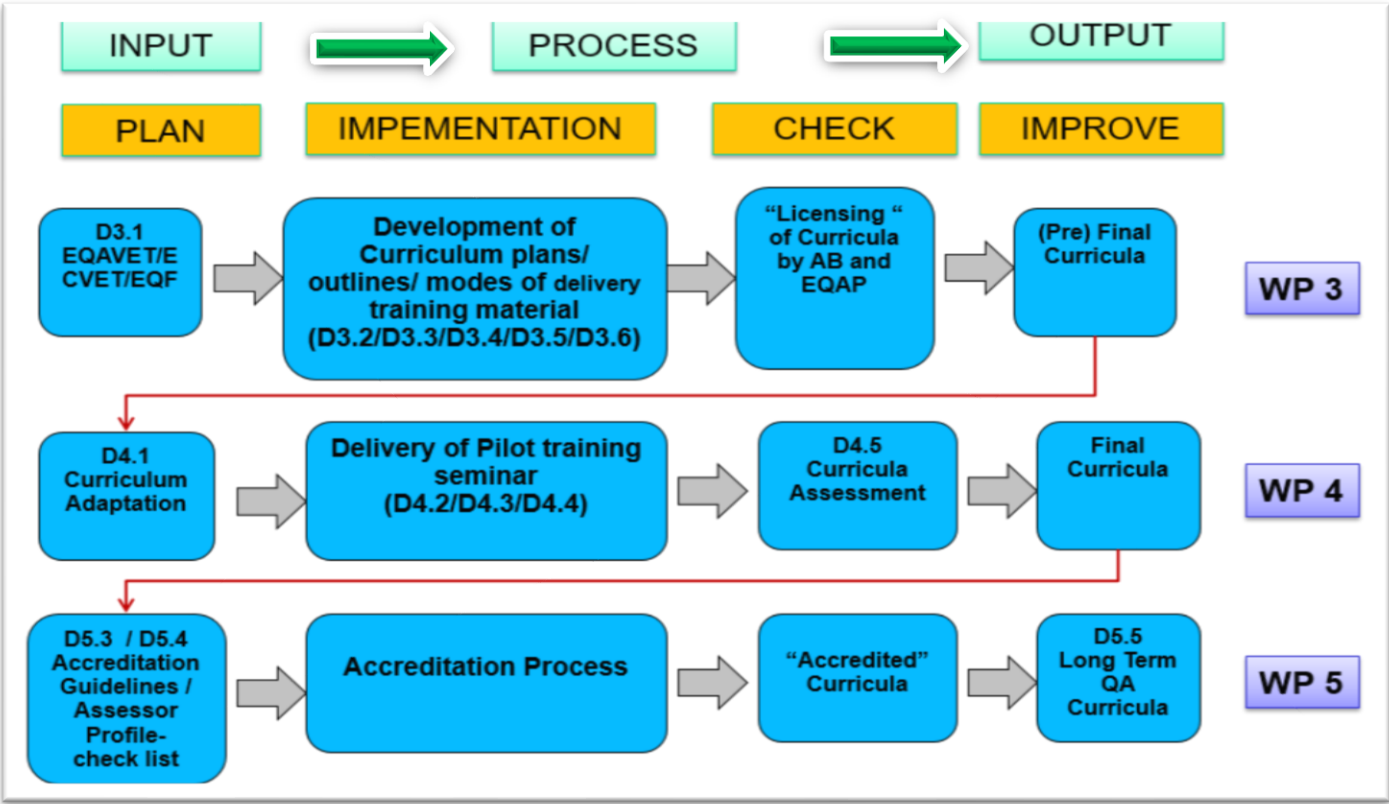 INPUT
PROCESS
OUTPUT
PLAN
IMPEMENTATION
CHECK
IMPROVE
D3.1
EQAVET/E
CVET/EQF
Development of
Curriculum plans/
outlines/ modes of delivery
training material
(D3.2/D3.3/D3.4/D3.5/D3.6)
“Licensing “
of Curricula
by AB and
EQAP
(Pre) Final
Curricula
WP 3
D4.1
Curriculum
Adaptation
Delivery of Pilot training
seminar
(D4.2/D4.3/D4.4)
D4.5
Curricula
Assessment
Final
Curricula
WP 4
D5.3 / D5.4
Accreditation
Guidelines /
Assessor
Profile-
check list
Accreditation Process
“Accredited”
Curricula
D5.5
Long Term
QA
Curricula
WP 5